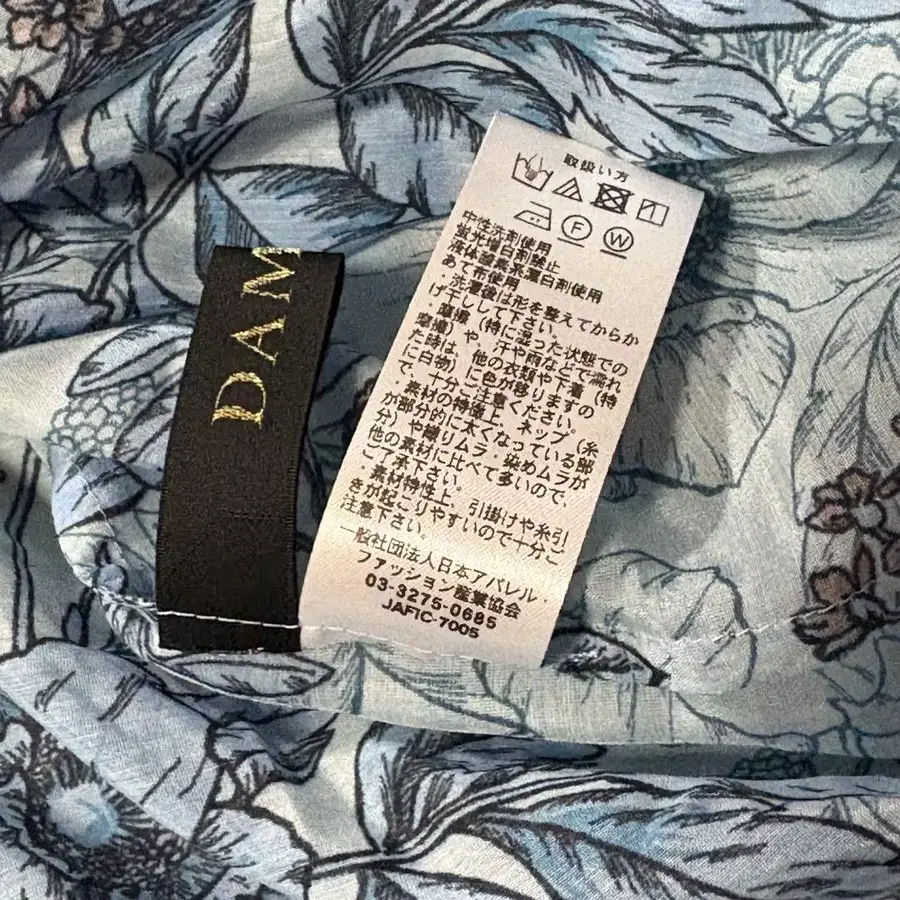 DAM
取扱い方
P
F
W
中性洗剤使用
蛍光増白剤禁止
液体酸素系漂白剤使用
あて布使用
・洗濯後は形を整えてからか
げ干しして下さい。
・摩擦（特に湿った状態での
摩擦）や、汗や雨などで濡れ
た時は、他の衣類や下着（特
に白物）に色が移りますの
で、十分ご注意ください。
・素材の特徴上、ネップ（糸
が部分的に太くなっている部
分）や織りムラ・染めムラが
他の素材に比べて多いので、
ご了承下さい。
・素材特性上、引掛けや糸引
きが起こりやすいので十分ご
注意下さい。
一般社団法人日本アパレル・
ファッション産業協会
03-3275-0685
JAFIC-7005